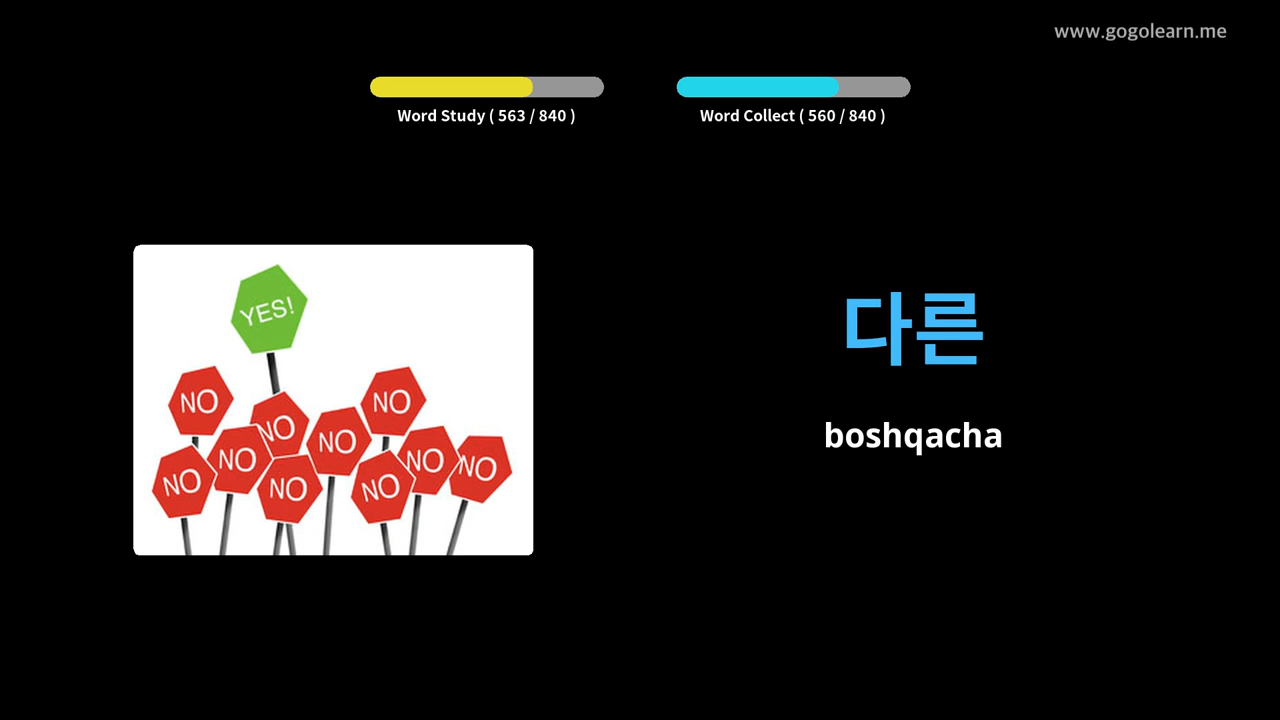 www.gogolearn.me
Word Study ( 563 / 840 )
Word Collect ( 560 / 840 )
YES!
NO
NO
NO
NO
NO
NO
NO
NO
NO
NO
다른
boshqacha